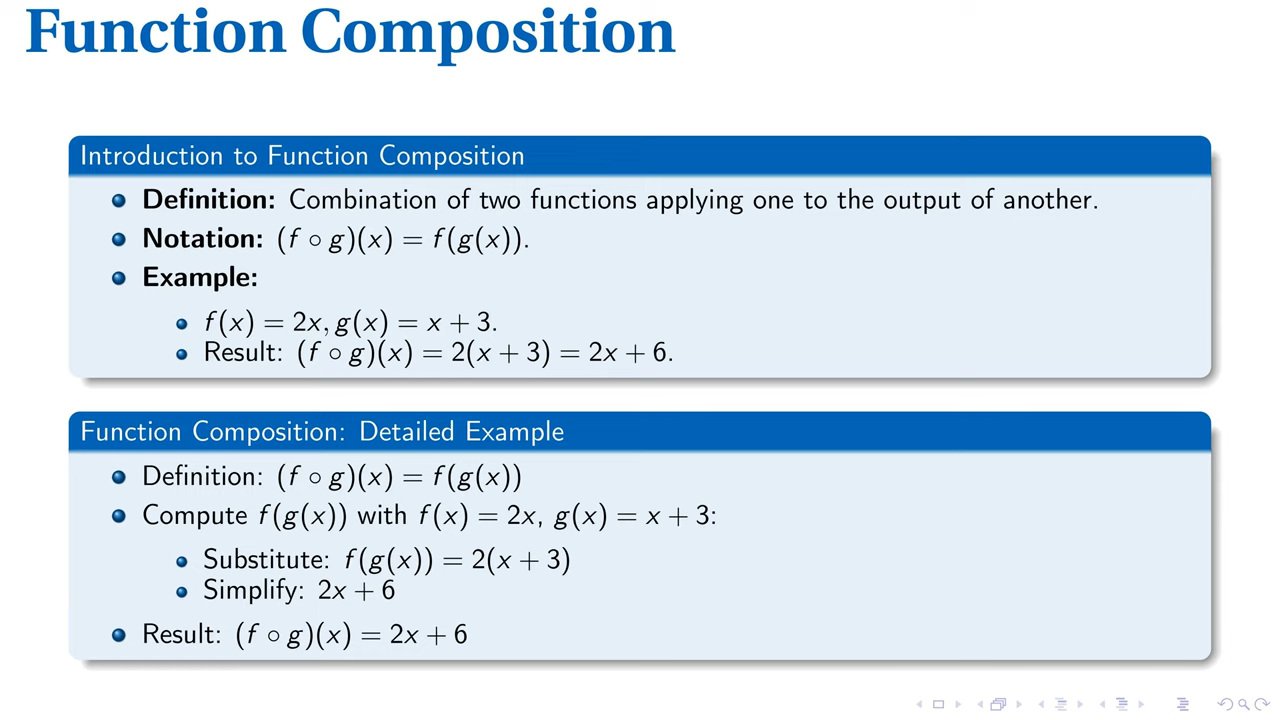 Function Composition
Introduction to Function Composition
Definition: Combination of two functions applying one to the output of another.
Notation: (f ∘ g)(x) = f(g(x)).
Example:
f(x) = 2x, g(x) = x + 3.
Result: (f ∘ g)(x) = 2(x + 3) = 2x + 6.
Function Composition: Detailed Example
Definition: (f ∘ g)(x) = f(g(x))
Compute f(g(x)) with f(x) = 2x, g(x) = x + 3:
Substitute: f(g(x)) = 2(x + 3)
Simplify: 2x + 6
Result: (f ∘ g)(x) = 2x + 6